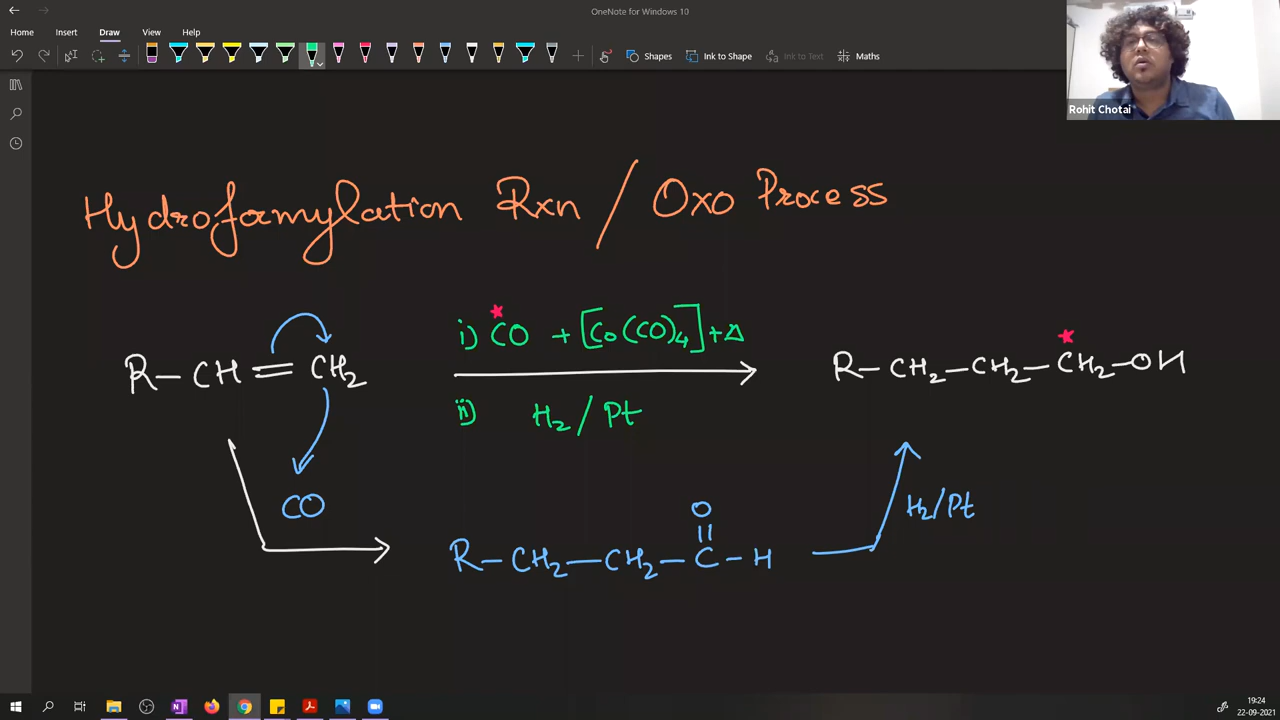 OneNote for Windows 10
Home Insert Draw View Help
Shapes Ink to Shape Ink to Text Maths
Rohit Chotai
Hydroformylation Rxn / Oxo Process
i) CO + [Co(CO)4] + Δ
R-CH=CH2
R-CH2-CH2-CH2-OH
ii) H2/Pt
CO
H2/Pt
O
R-CH2-CH2-C-H
19:24
22-09-2021